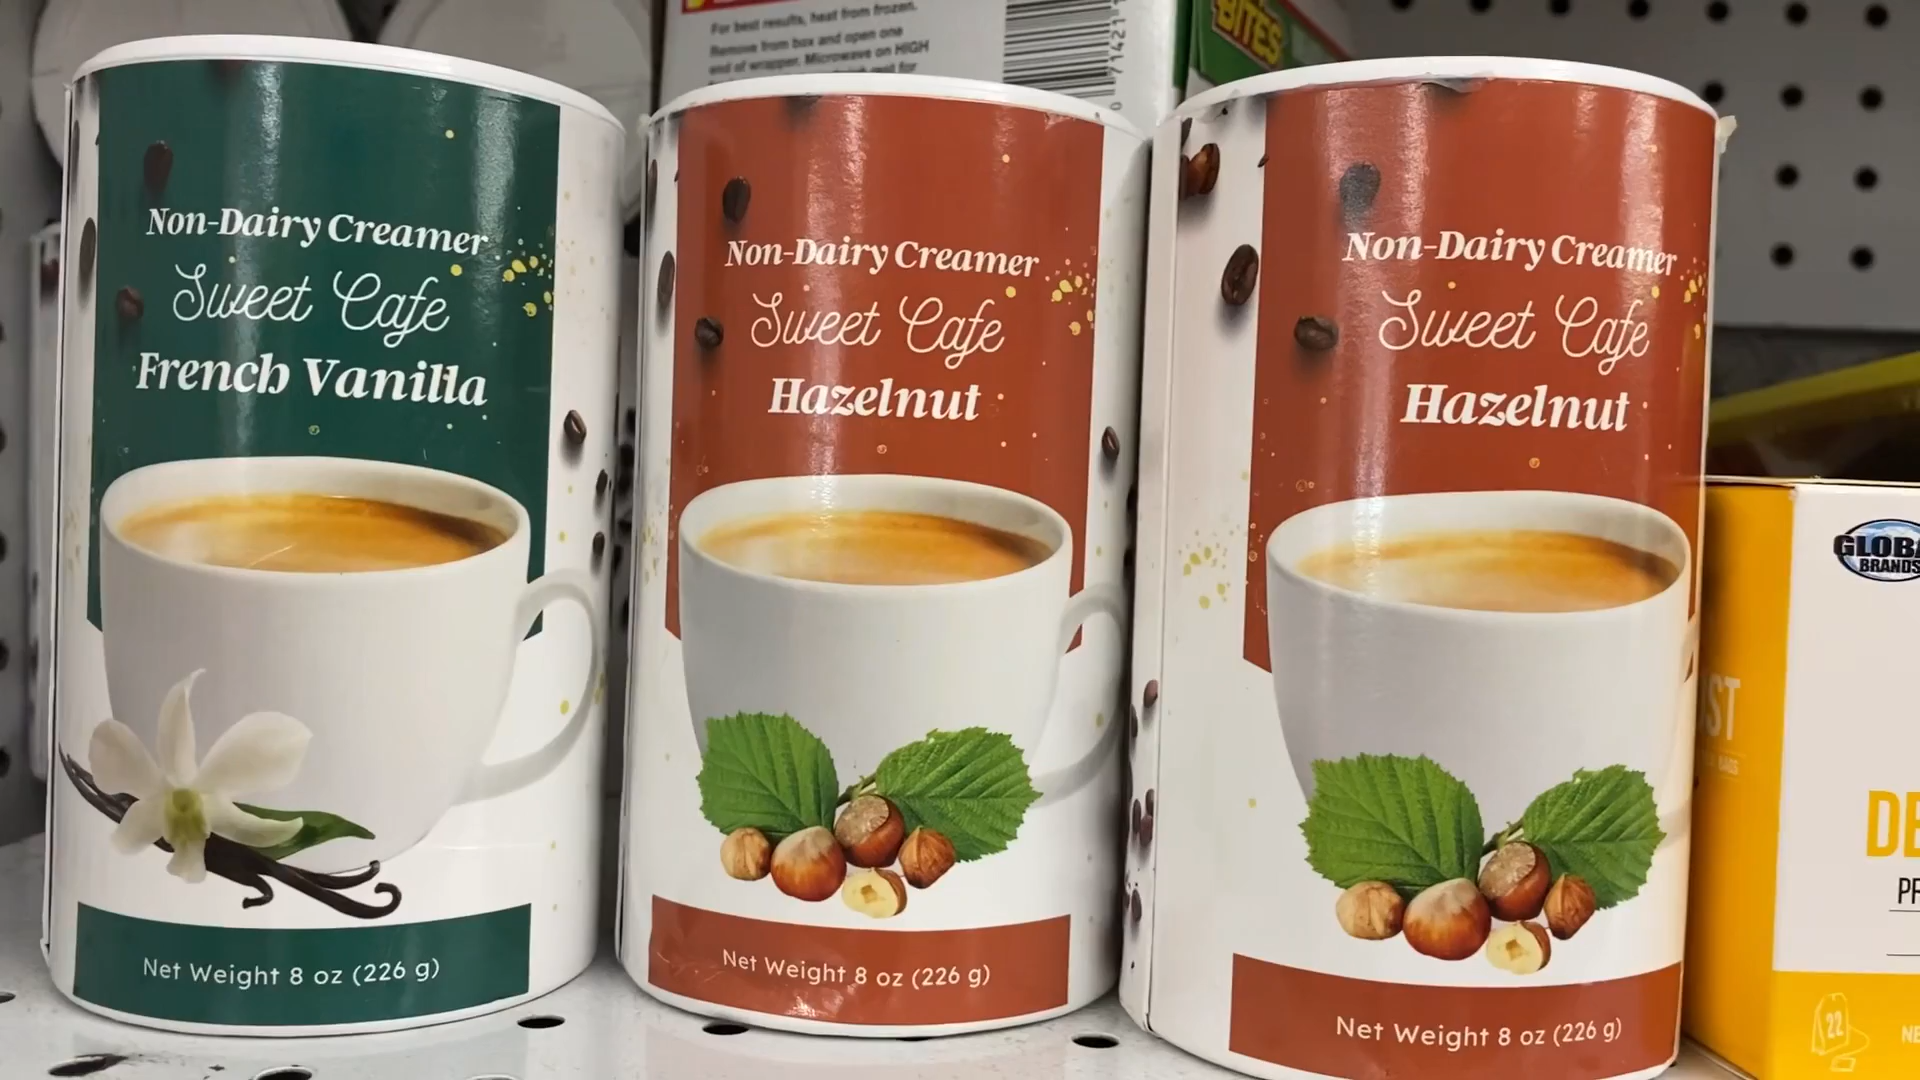 For best results, heat from frozen.
Remove from box and open one
end of wrapper. Microwave on HIGH
BITES
Non-Dairy Creamer
Sweet Cafe
French Vanilla
Net Weight 8 oz (226 g)
Non-Dairy Creamer
Sweet Cafe
Hazelnut
Net Weight 8 oz (226 g)
Non-Dairy Creamer
Sweet Cafe
Hazelnut
Net Weight 8 oz (226 g)
BRANDS
22